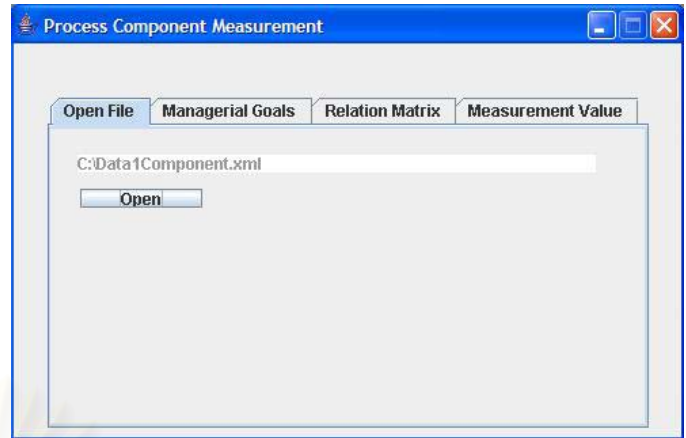 Process Component Measurement
Open File Managerial Goals Relation Matrix Measurement Value
C:\Data1Component.xml
Open